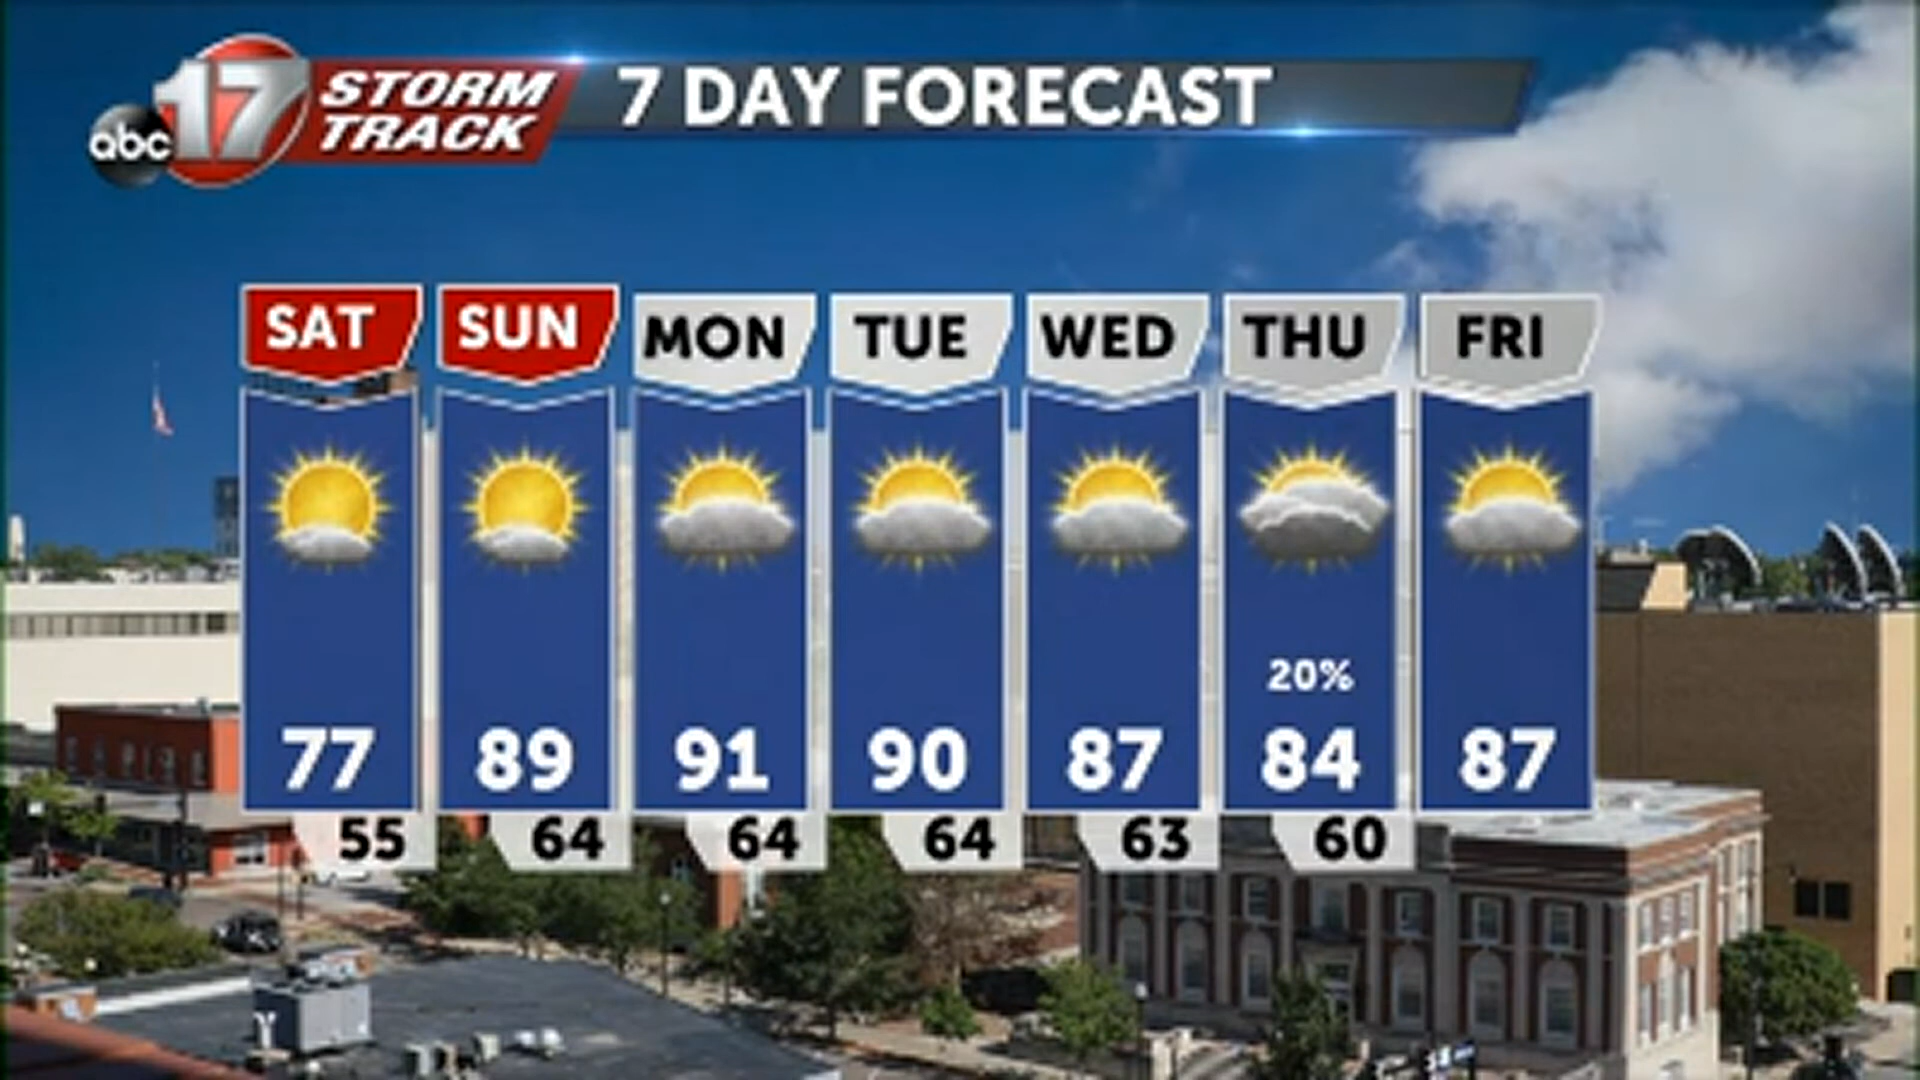 abc 17 STORM TRACK
7 DAY FORECAST
SAT SUN MON TUE WED THU FRI
20%
77 89 91 90 87 84 87
55 64 64 64 63 60